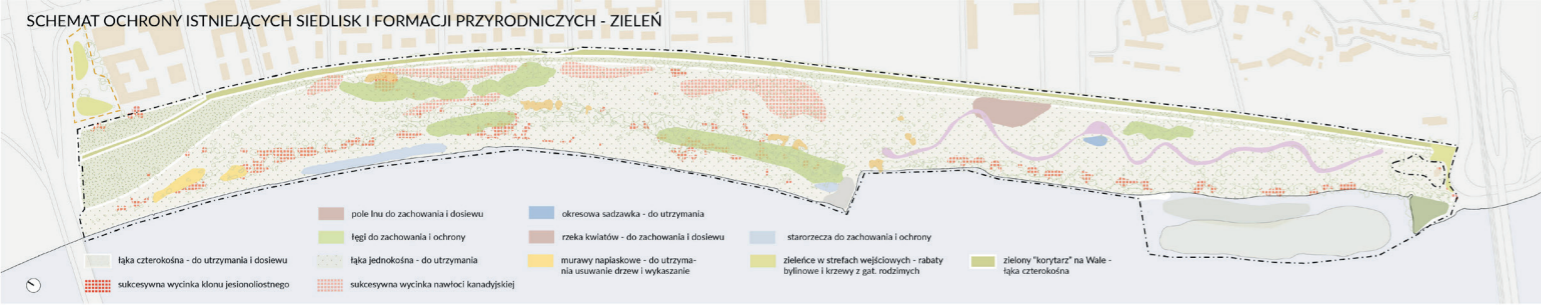 SCHEMAT OCHRONY ISTNIEJĄCYCH SIEDLISK I FORMACJI PRZYRODNICZYCH - ZIELEŃ
pole lnu do zachowania i dosiewu
okresowa sadzawka - do utrzymania
łęgi do zachowania i ochrony
rzeka kwiatów - do zachowania i dosiewu
starorzecza do zachowania i ochrony
łąka czterokośna - do utrzymania i dosiewu
łąka jednokośna - do utrzymania
murawy napiaskowe - do utrzyma-
nia usuwanie drzew i wykaszanie
zieleńce w strefach wejściowych - rabaty
bylinowe i krzewy z gat. rodzimych
zielony "korytarz" na Wale -
łąka czterokośna
sukcesywna wycinka klonu jesionoliostnego
sukcesywna wycinka nawłoci kanadyjskiej